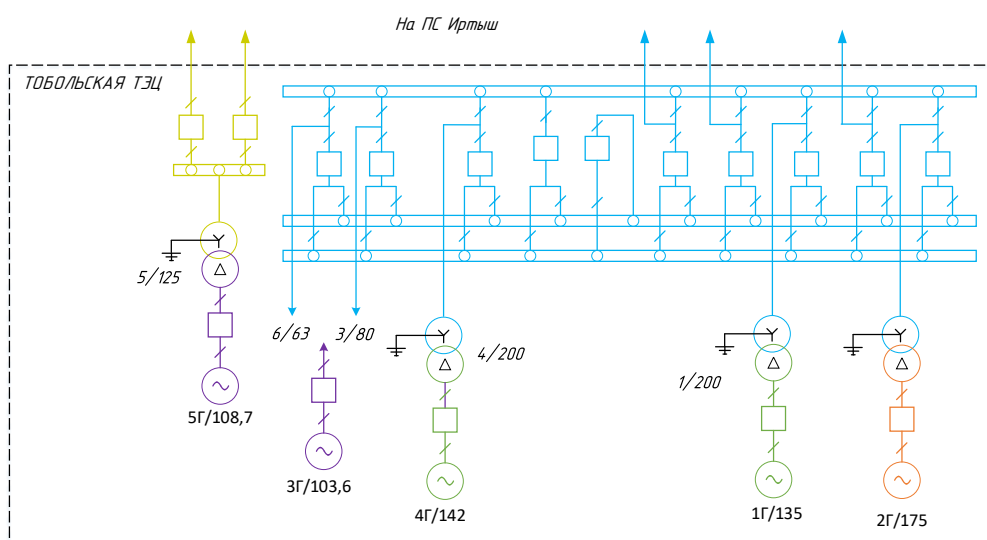 На ПС Иртыш
ТОБОЛЬСКАЯ ТЭЦ
5/125
6/63
3/80
4/200
1/200
5Г/108,7
3Г/103,6
4Г/142
1Г/135
2Г/175